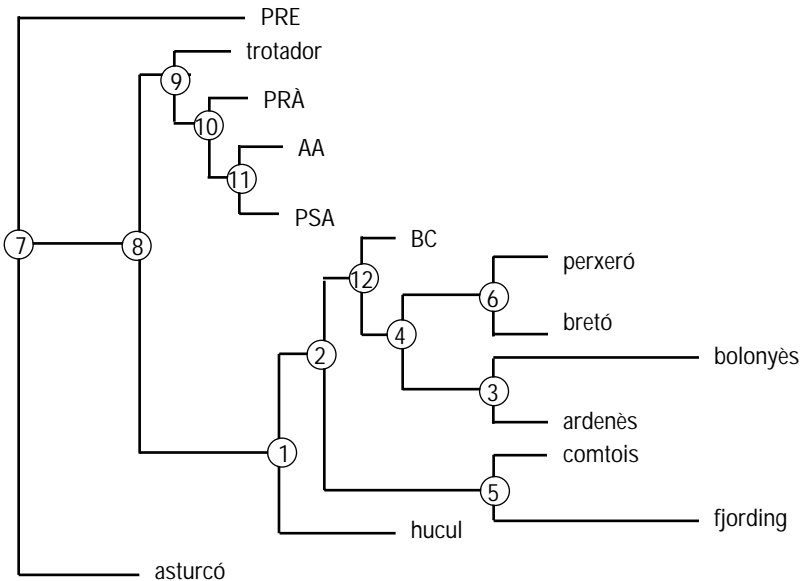 PRE
trotador
9
PRÀ
10
AA
11
PSA
BC
7
8
perxeró
12
6
bretó
4
2
bolonyès
3
ardenès
1
comtois
5
fjording
hucul
asturcó